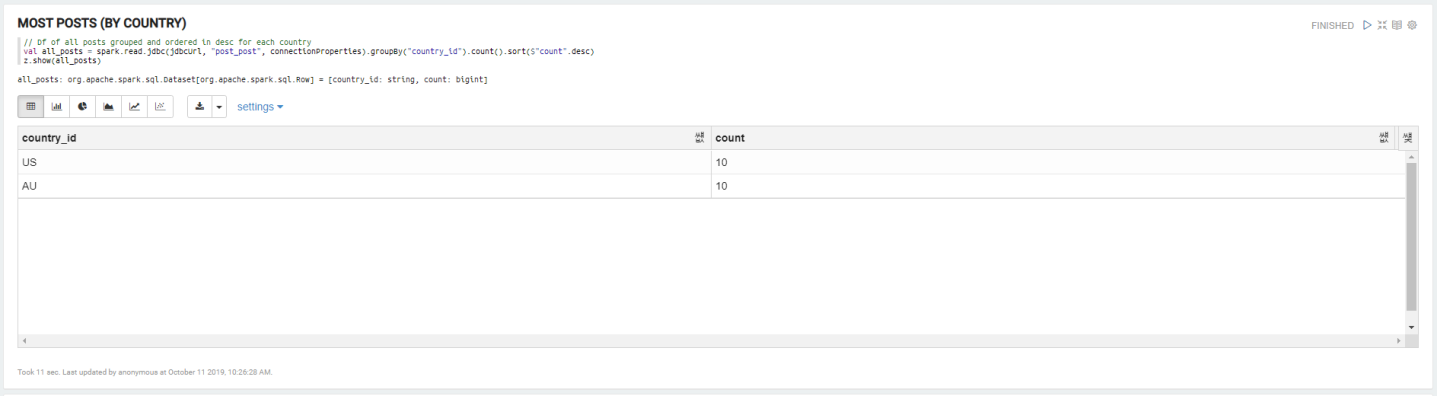 MOST POSTS (BY COUNTRY)
FINISHED
// Df of all posts grouped and ordered in desc for each country
val all_posts = spark.read.jdbc(jdbcUrl, "post_post", connectionProperties).groupBy("country_id").count().sort($"count".desc)
z.show(all_posts)
all_posts: org.apache.spark.sql.Dataset[org.apache.spark.sql.Row] = [country_id: string, count: bigint]
settings
country_id count
US 10
AU 10
Took 11 sec. Last updated by anonymous at October 11 2019, 10:26:28 AM.